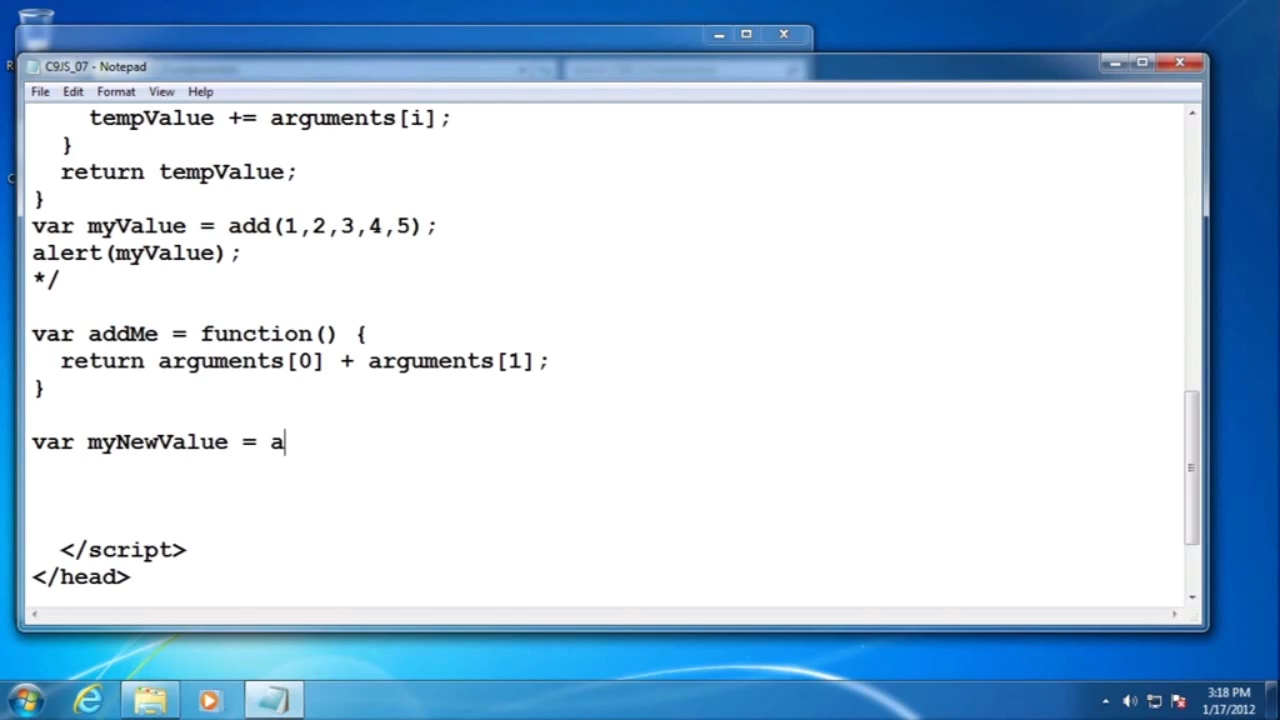 C9JS_07 - Notepad
File Edit Format View Help
tempValue += arguments[i];
}
return tempValue;
}
var myValue = add(1,2,3,4,5);
alert(myValue);
*/
var addMe = function() {
return arguments[0] + arguments[1];
}
var myNewValue = a
</script>
</head>
3:18 PM
1/17/2012